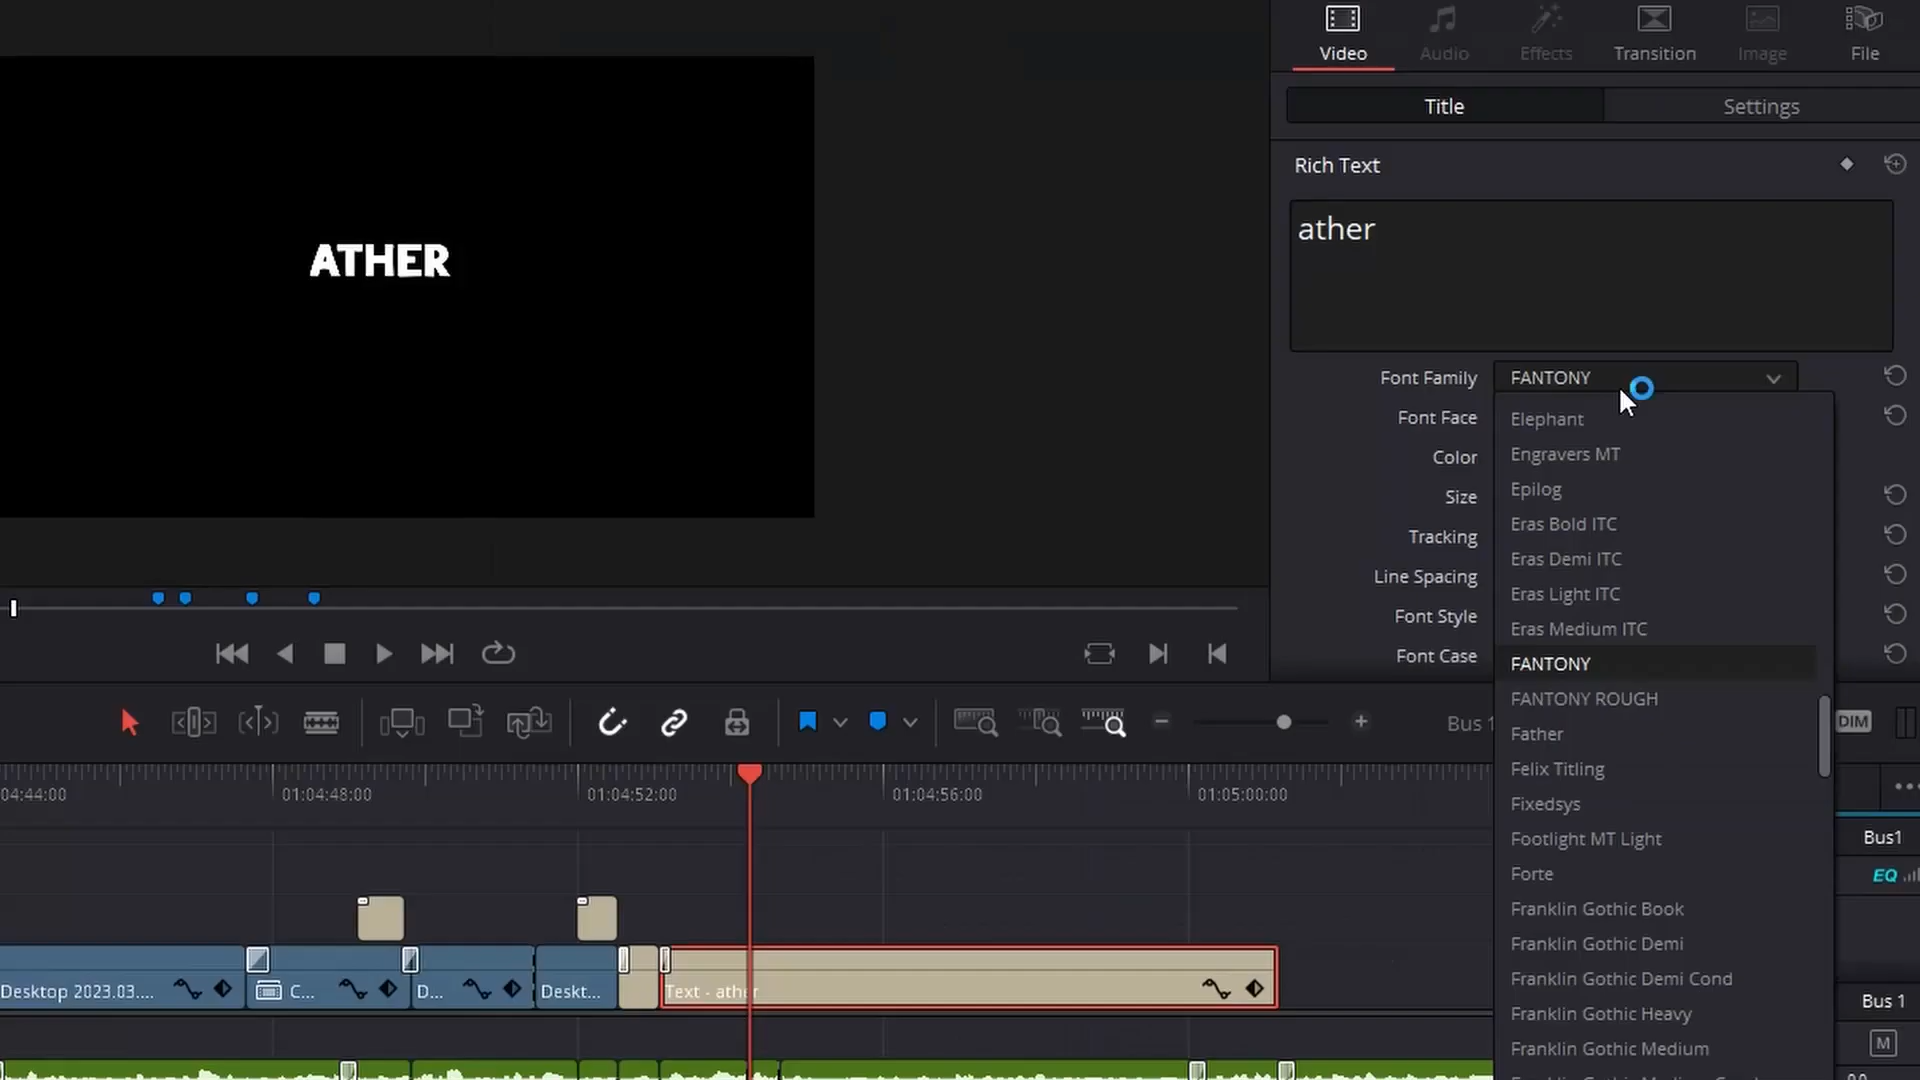 Video
Audio
Effects
Transition
Image
File
Title
Settings
Rich Text
ather
ATHER
Font Family
FANTONY
Font Face
Color
Size
Tracking
Line Spacing
Font Style
Font Case
Elephant
Engravers MT
Epilog
Eras Bold ITC
Eras Demi ITC
Eras Light ITC
Eras Medium ITC
FANTONY
FANTONY ROUGH
Father
Felix Titling
Fixedsys
Footlight MT Light
Forte
Franklin Gothic Book
Franklin Gothic Demi
Franklin Gothic Demi Cond
Franklin Gothic Heavy
Franklin Gothic Medium
Bus 1
DIM
04:44:00
01:04:48:00
01:04:52:00
01:04:56:00
01:05:00:00
Bus1
EQ
Desktop 2023.03....
C...
D...
Deskt...
Text - ather
Bus 1
M